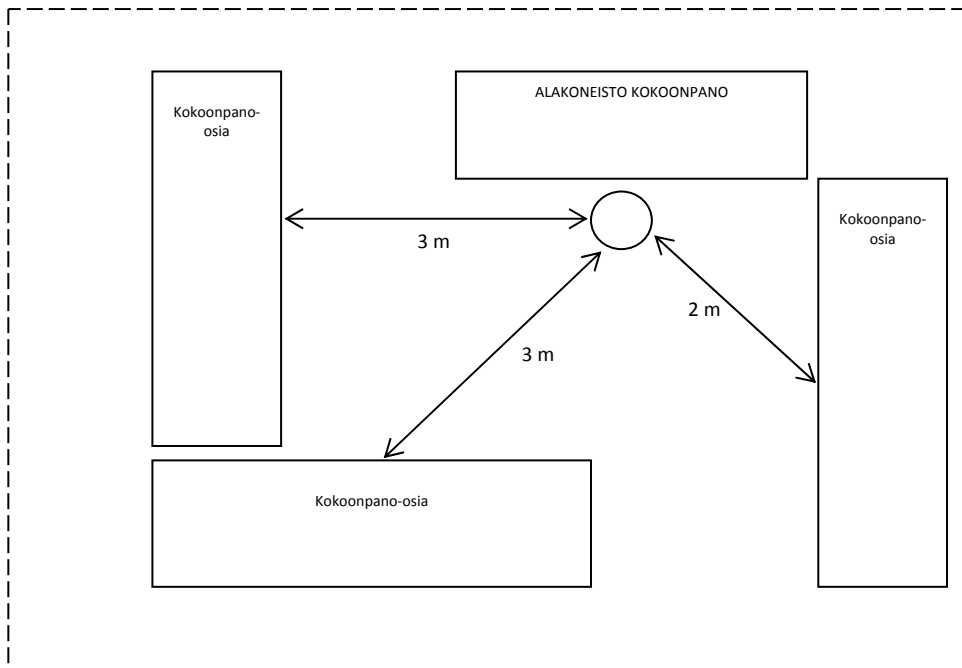 ALAKONEISTO KOKOONPANO
Kokoonpano-
osia
Kokoonpano-
osia
3 m
2 m
3 m
Kokoonpano-osia